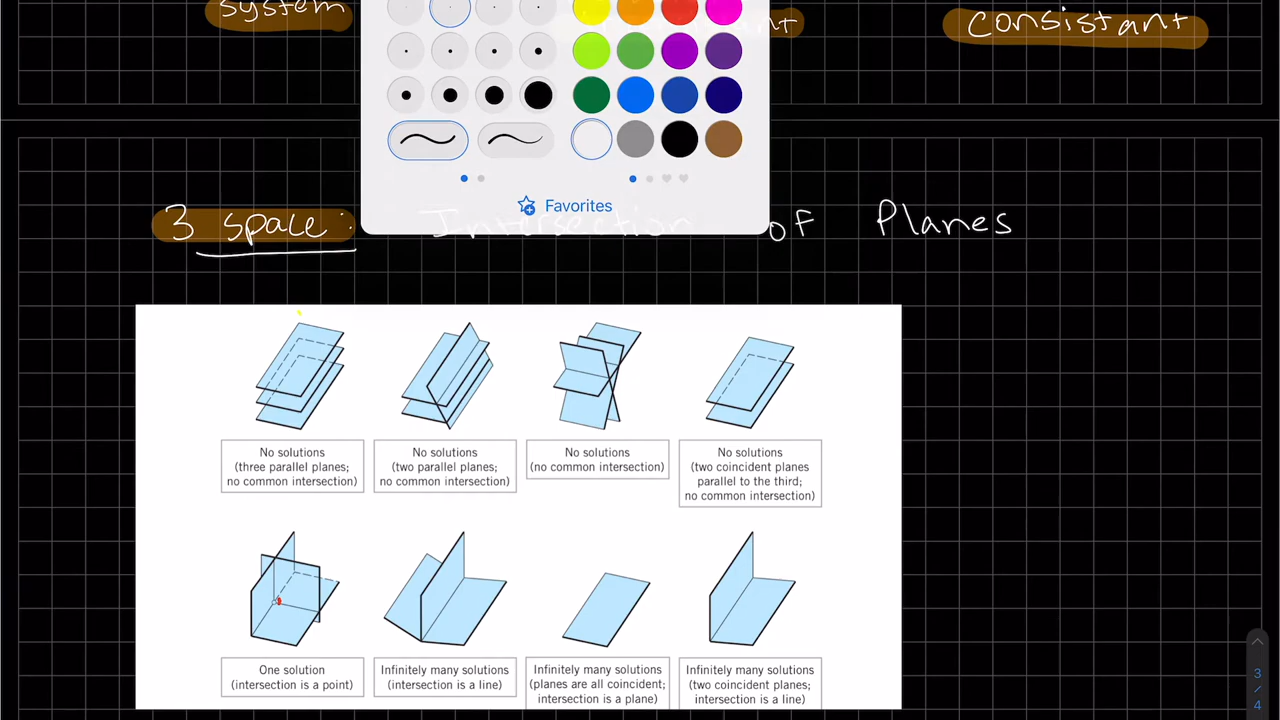 system
consistant
Favorites
3 space: Intersection of Planes
No solutions
(three parallel planes;
no common intersection)
No solutions
(two parallel planes;
no common intersection)
No solutions
(no common intersection)
No solutions
(two coincident planes
parallel to the third;
no common intersection)
One solution
(intersection is a point)
Infinitely many solutions
(intersection is a line)
Infinitely many solutions
(planes are all coincident;
intersection is a plane)
Infinitely many solutions
(two coincident planes;
intersection is a line)
3
/
4